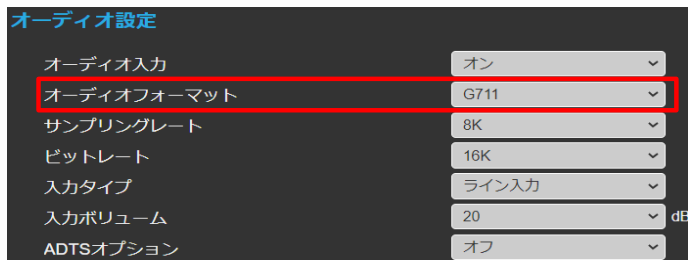 オーディオ設定
オーディオ入力 オン
オーディオフォーマット G711
サンプリングレート 8K
ビットレート 16K
入力タイプ ライン入力
入力ボリューム 20 dB
ADTSオプション オフ